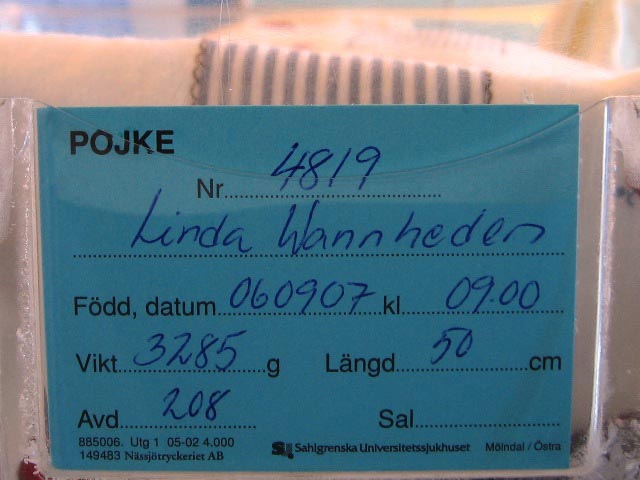 POJKE
Nr. 4819
Linda Wannheden
Född, datum 060907 kl 09.00
Vikt 3285 g Längd 50 cm
Avd 208 Sal
885006. Utg 1 05-02 4.000
149483 Nässjötryckeriet AB
SU Sahlgrenska Universitetssjukhuset Mölndal / Östra